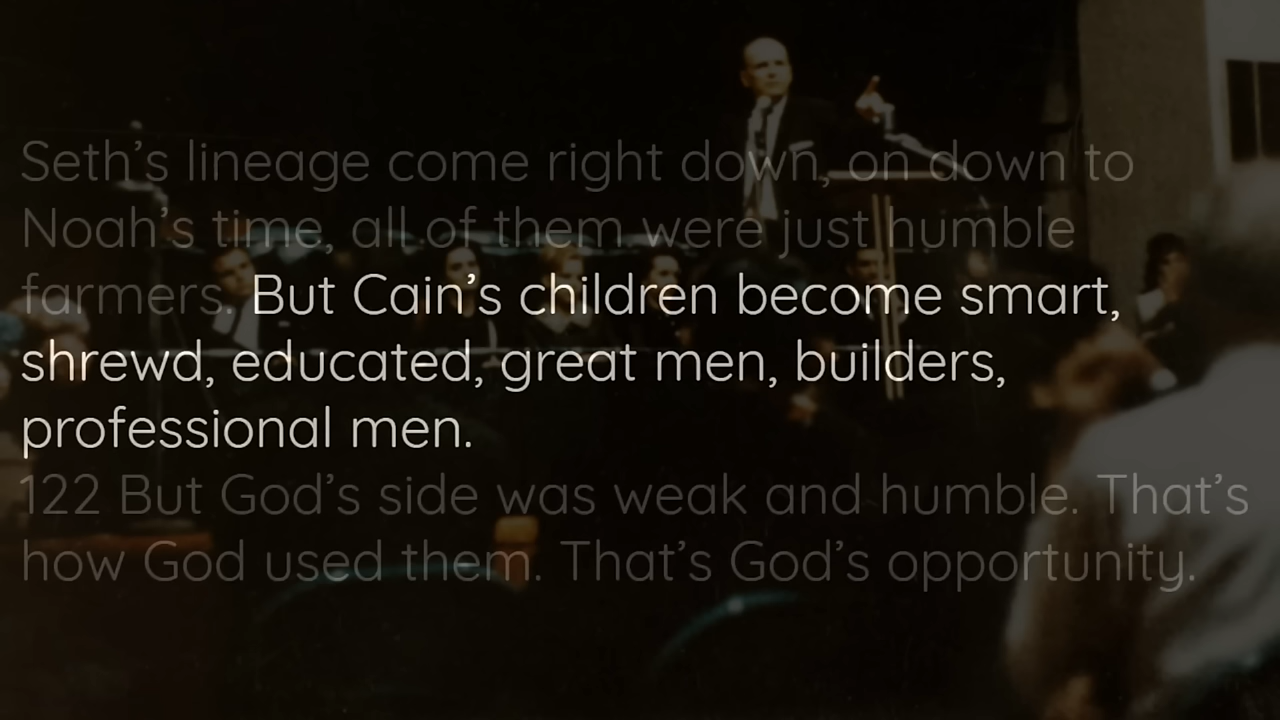 Seth’s lineage come right down, on down to
Noah’s time, all of them were just humble
farmers. But Cain’s children become smart,
shrewd, educated, great men, builders,
professional men.
122 But God’s side was weak and humble. That’s
how God used them. That’s God’s opportunity.